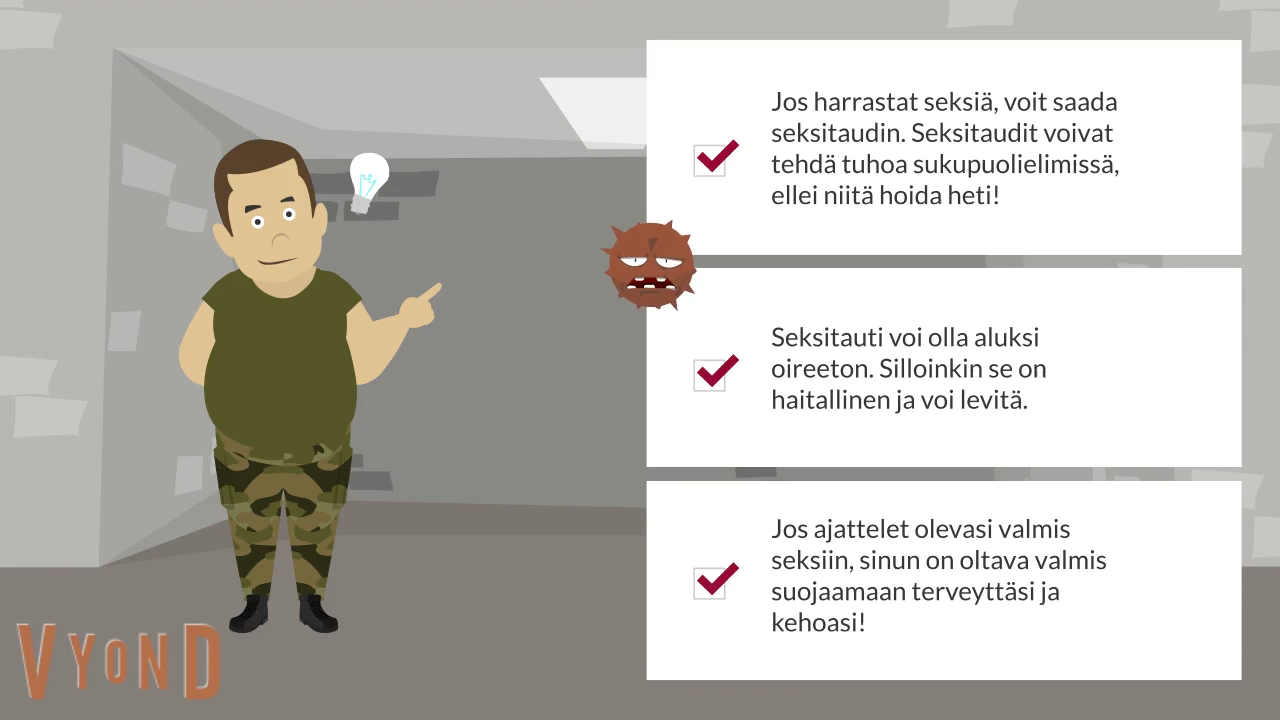 Jos harrastat seksiä, voit saada
seksitaudin. Seksitaudit voivat
tehdä tuhoa sukupuolielimissä,
ellei niitä hoida heti!
Seksitauti voi olla aluksi
oireeton. Silloinkin se on
haitallinen ja voi levitä.
Jos ajattelet olevasi valmis
seksiin, sinun on oltava valmis
suojaamaan terveyttäsi ja
kehoasi!
VYOND